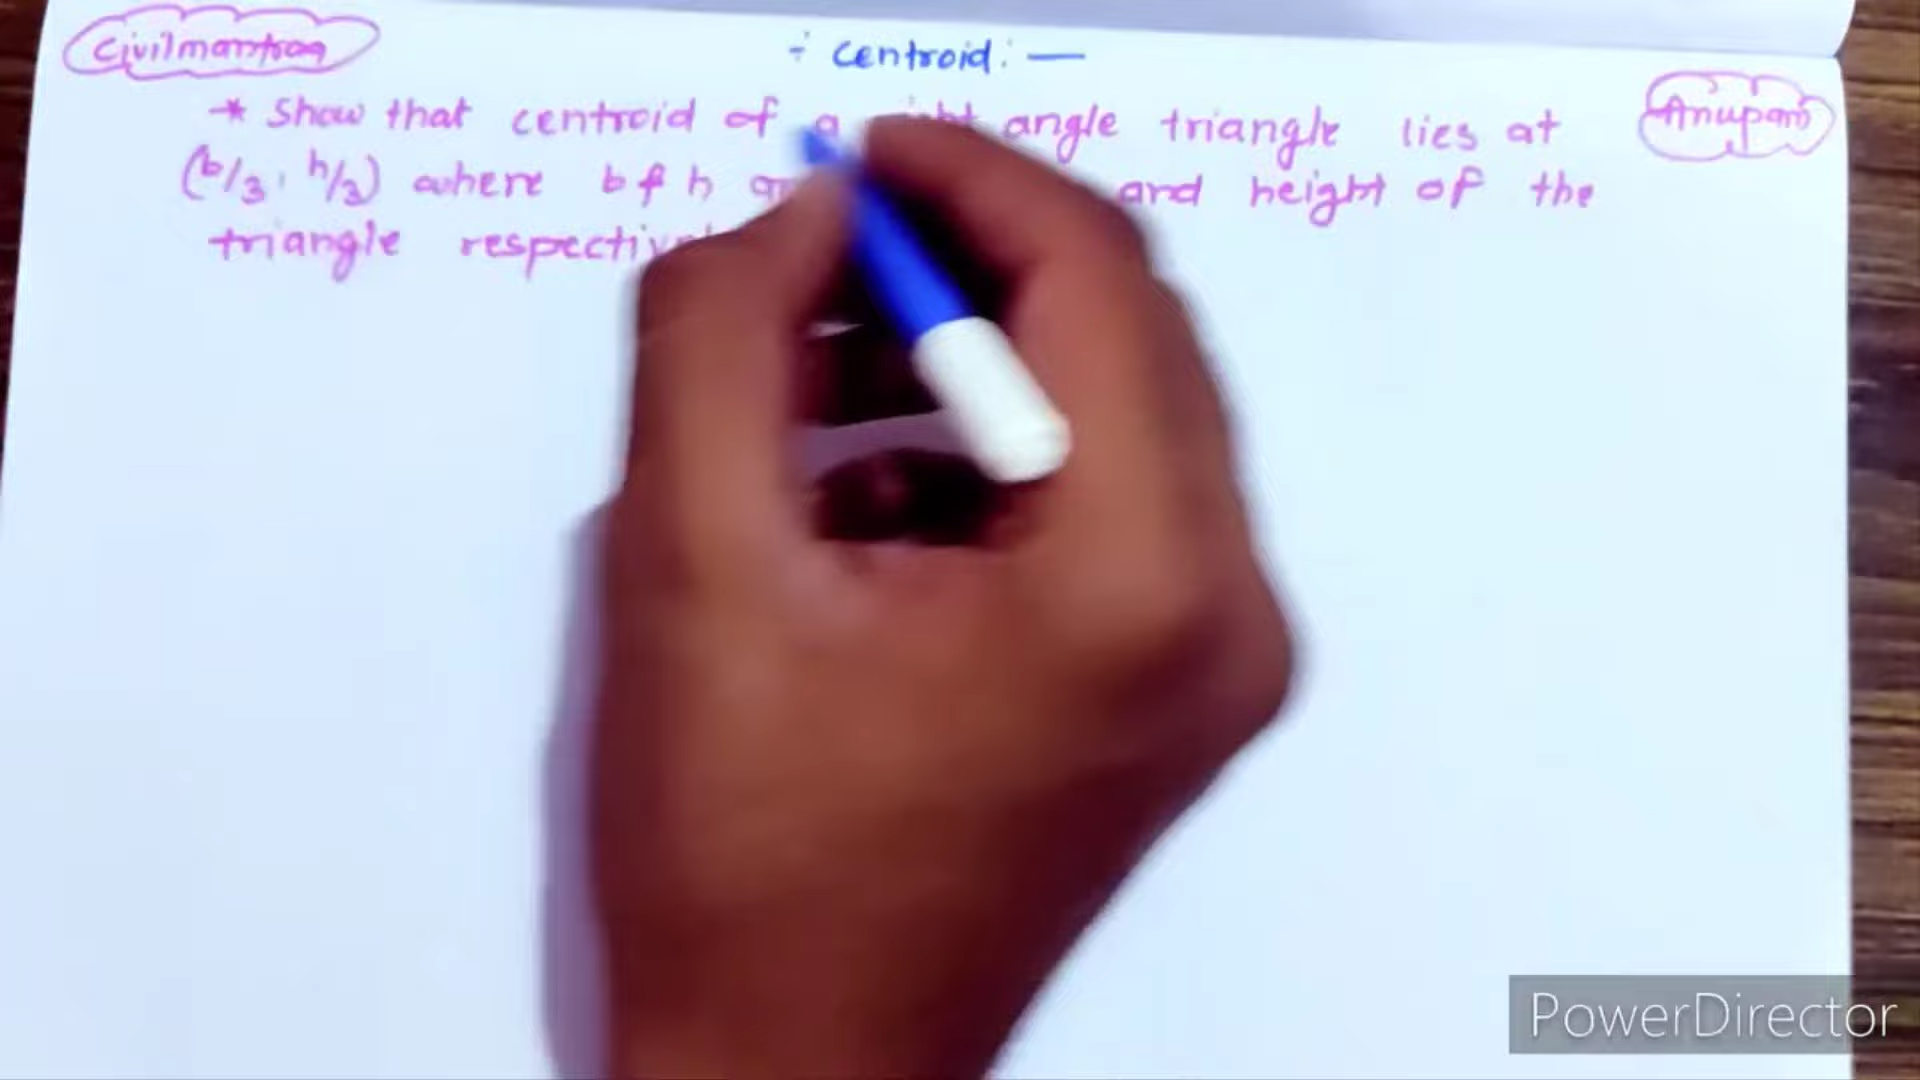 Civilmantraa
÷ Centroid: —
* Show that centroid of a angle triangle lies at
Anupam
(b/3, h/3) where b & h and height of the
triangle
PowerDirector